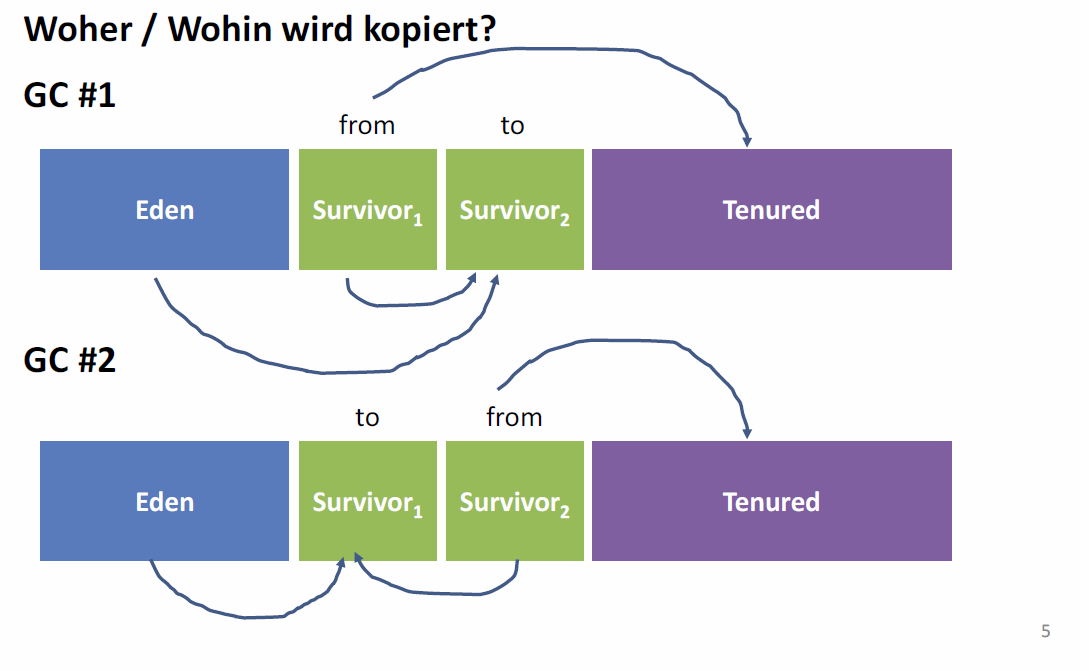 Woher / Wohin wird kopiert?
GC #1
from to
Eden Survivor₁ Survivor₂ Tenured
GC #2
to from
Eden Survivor₁ Survivor₂ Tenured
5